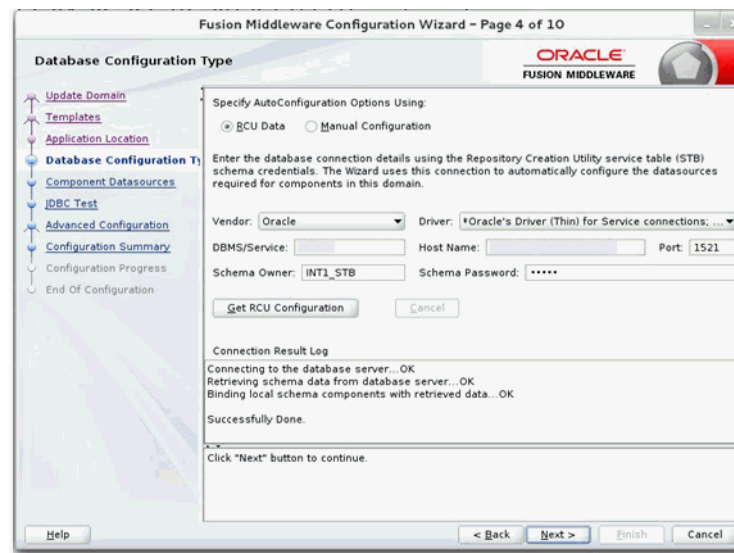 Fusion Middleware Configuration Wizard - Page 4 of 10
Database Configuration Type
ORACLE
FUSION MIDDLEWARE
Update Domain
Templates
Application Location
Database Configuration Ty
Component Datasources
JDBC Test
Advanced Configuration
Configuration Summary
Configuration Progress
End Of Configuration
Specify AutoConfiguration Options Using:
RCU Data Manual Configuration
Enter the database connection details using the Repository Creation Utility service table (STB)
schema credentials. The Wizard uses this connection to automatically configure the datasources
required for components in this domain.
Vendor: Oracle Driver: *Oracle's Driver (Thin) for Service connections; ...
DBMS/Service: Host Name: Port: 1521
Schema Owner: INT1_STB Schema Password: •••••
Get RCU Configuration Cancel
Connection Result Log
Connecting to the database server...OK
Retrieving schema data from database server...OK
Binding local schema components with retrieved data...OK
Successfully Done.
Click "Next" button to continue.
Help < Back Next > Finish Cancel